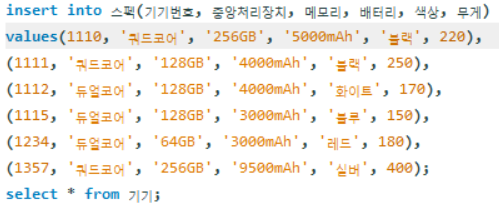 insert into 스펙(기기번호, 중앙처리장치, 메모리, 배터리, 색상, 무게)
values(1110, '쿼드코어', '256GB', '5000mAh', '블랙', 220),
(1111, '쿼드코어', '128GB', '4000mAh', '블랙', 250),
(1112, '듀얼코어', '128GB', '4000mAh', '화이트', 170),
(1115, '듀얼코어', '128GB', '3000mAh', '블루', 150),
(1234, '듀얼코어', '64GB', '3000mAh', '레드', 180),
(1357, '쿼드코어', '256GB', '9500mAh', '실버', 400);
select * from 기기;